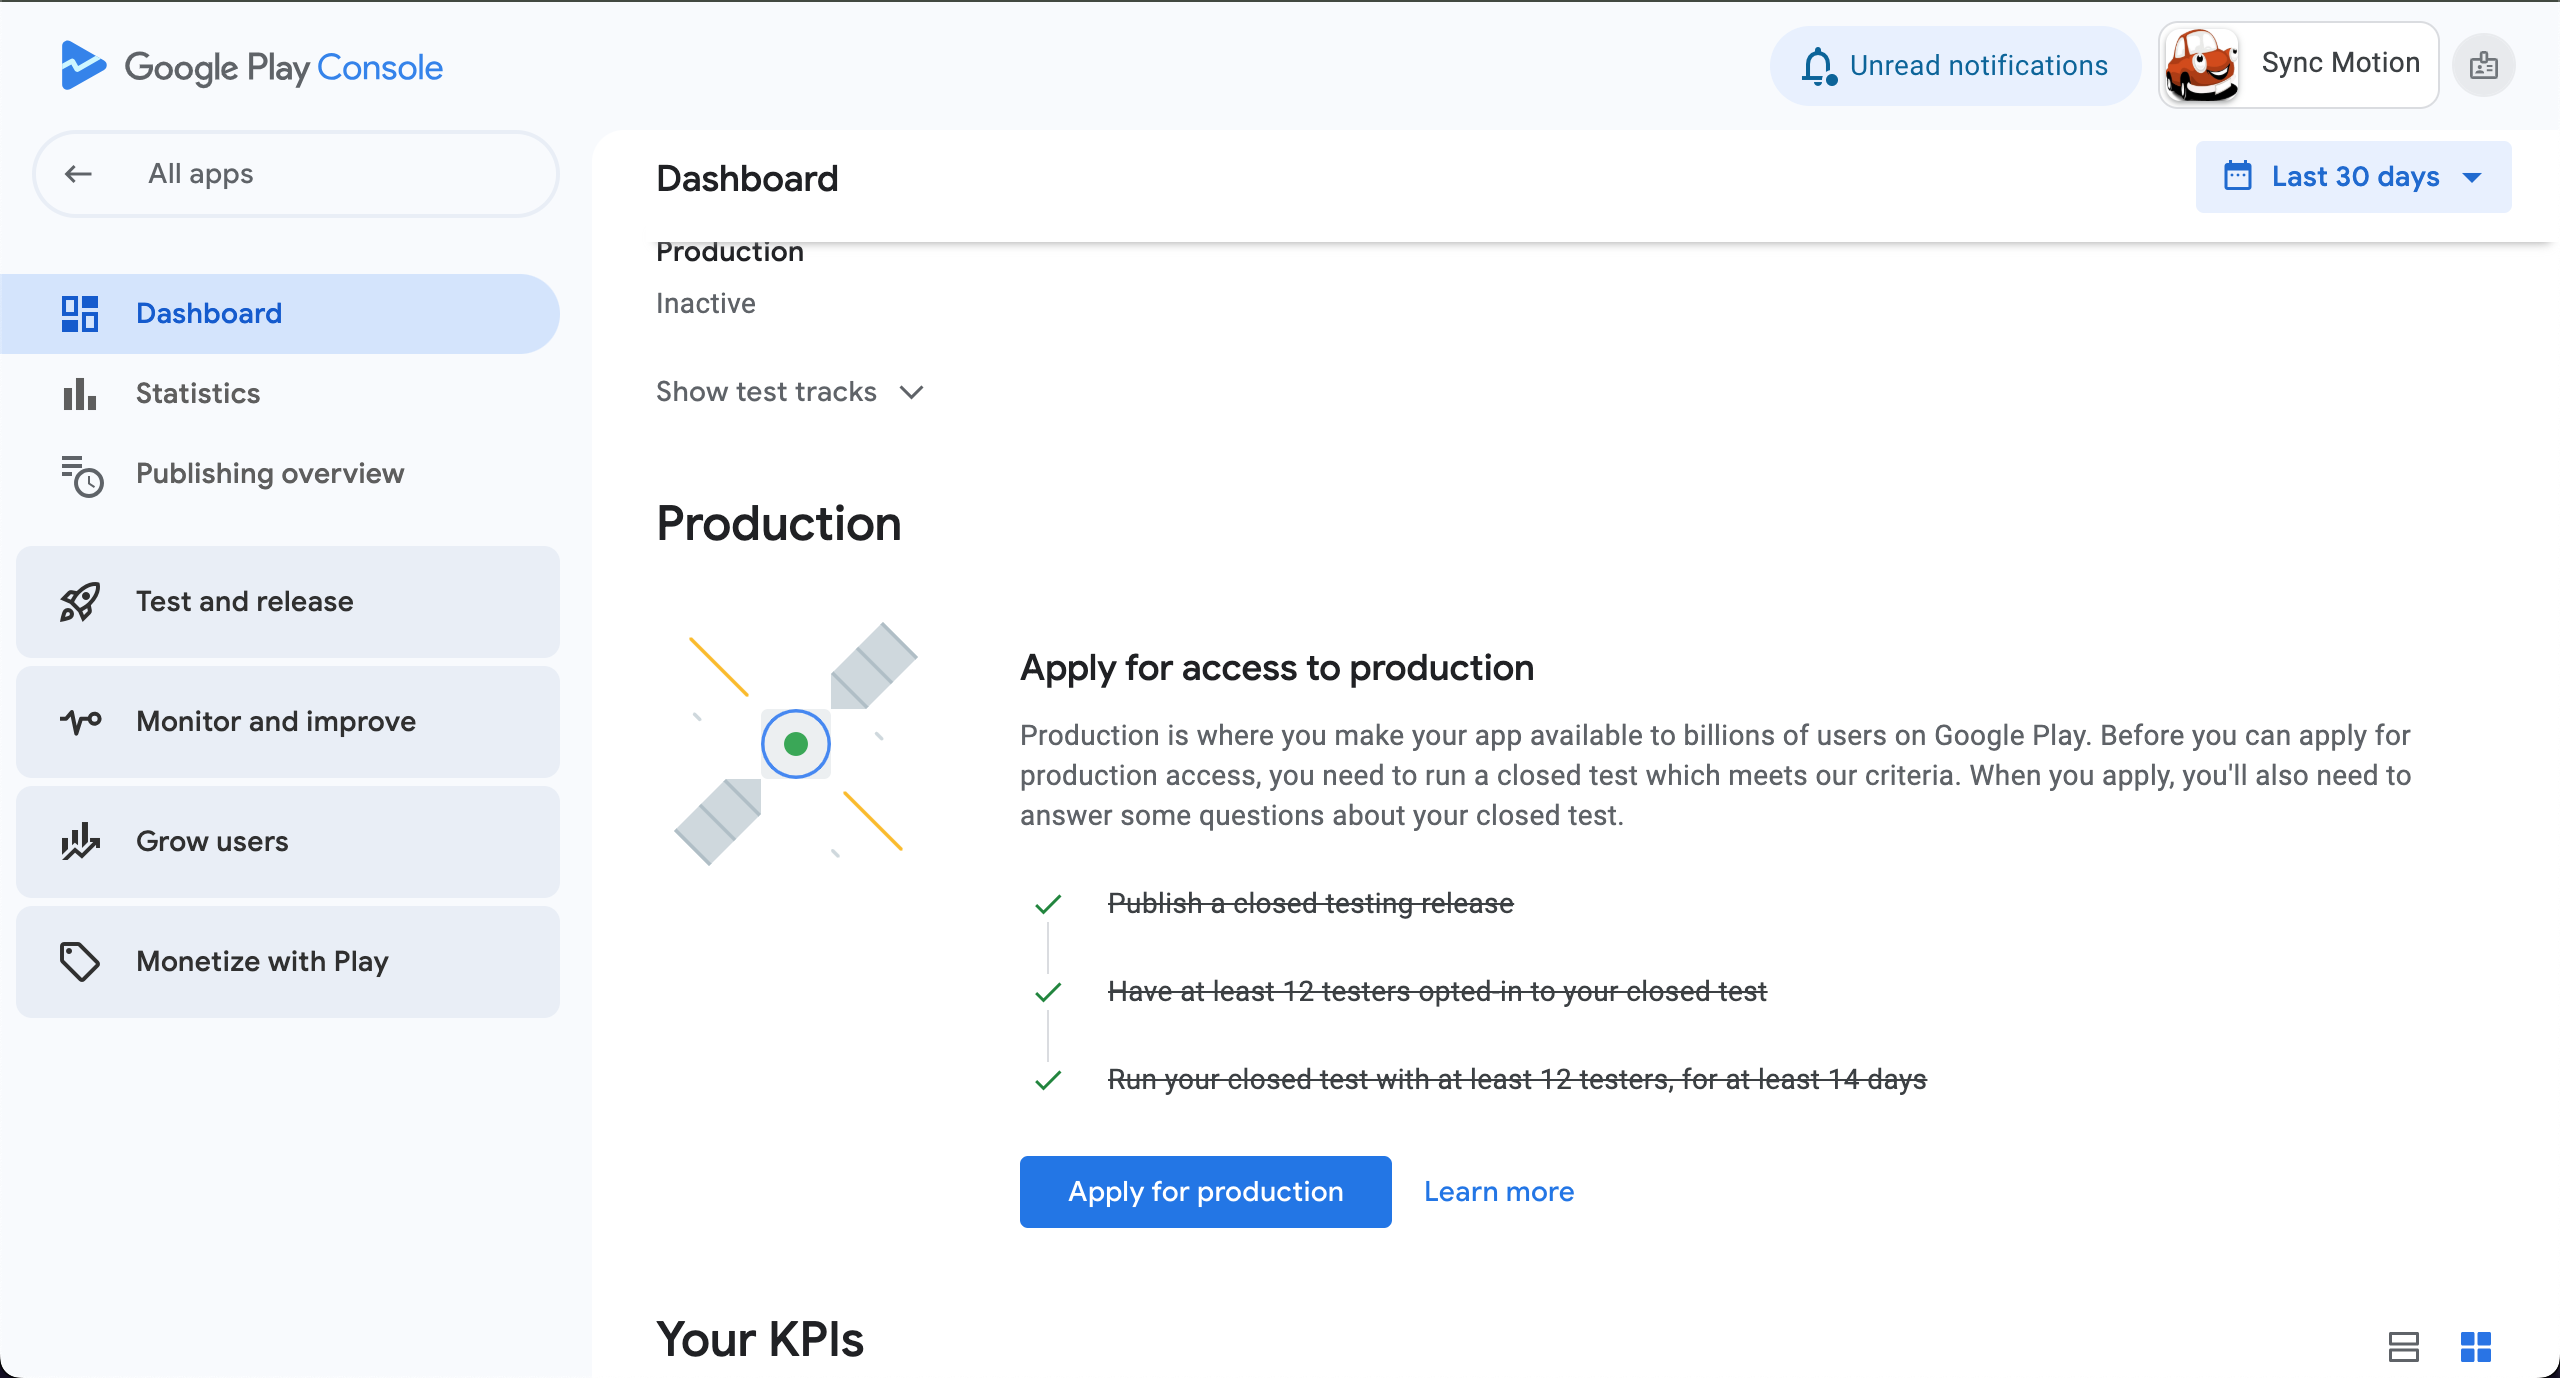 Google Play Console
Unread notifications
Sync Motion
All apps
Dashboard
Statistics
Publishing overview
Test and release
Monitor and improve
Grow users
Monetize with Play
Dashboard
Last 30 days
Production
Inactive
Show test tracks
Production
Apply for access to production
Production is where you make your app available to billions of users on Google Play. Before you can apply for
production access, you need to run a closed test which meets our criteria. When you apply, you'll also need to
answer some questions about your closed test.
Publish a closed testing release
Have at least 12 testers opted-in to your closed test
Run your closed test with at least 12 testers, for at least 14 days
Apply for production
Learn more
Your KPIs